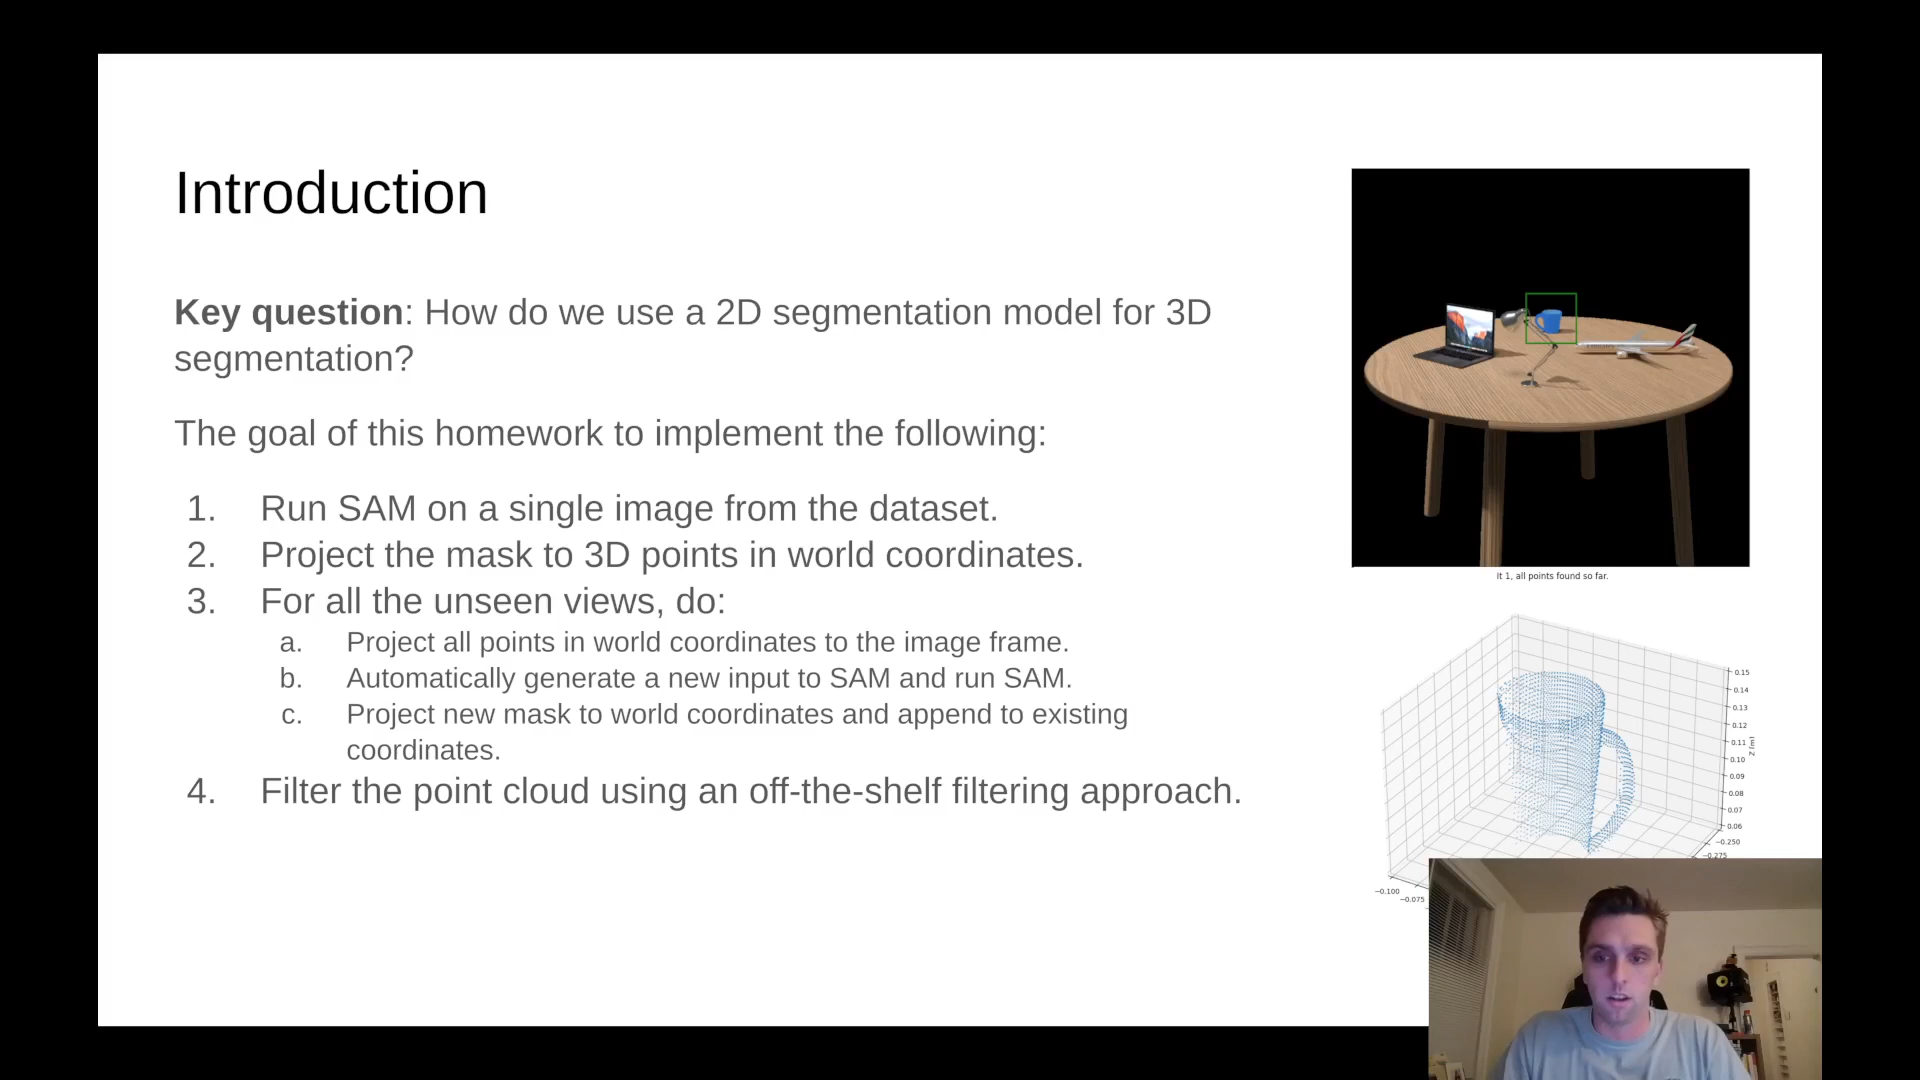 Introduction
Key question: How do we use a 2D segmentation model for 3D
segmentation?
The goal of this homework to implement the following:
1. Run SAM on a single image from the dataset.
2. Project the mask to 3D points in world coordinates.
3. For all the unseen views, do:
a. Project all points in world coordinates to the image frame.
b. Automatically generate a new input to SAM and run SAM.
c. Project new mask to world coordinates and append to existing
coordinates.
4. Filter the point cloud using an off-the-shelf filtering approach.
It 1, all points found so far.
0.15
0.14
0.13
0.12
0.11
Z [m]
0.10
0.09
0.08
0.07
0.06
−0.250
−0.275
−0.100
−0.075